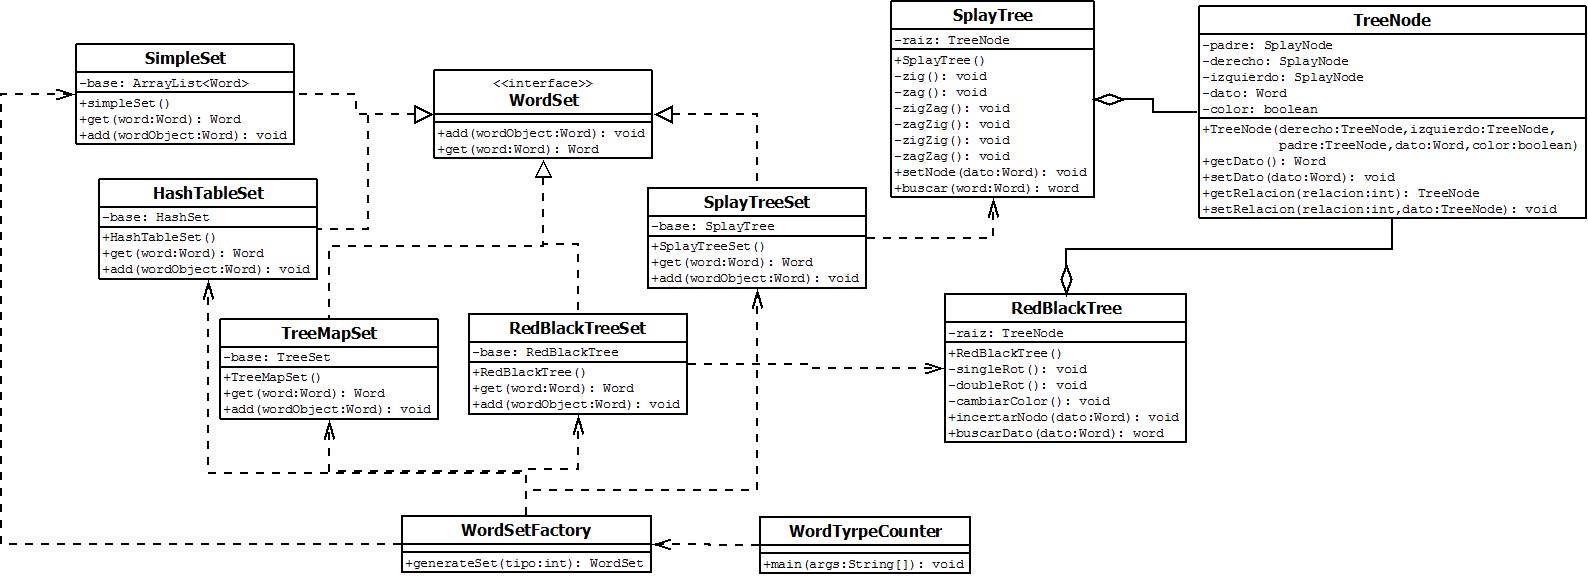 SimpleSet
-base: ArrayList<Word>
+simpleSet()
+get(word:Word): Word
+add(wordObject:Word): void
<<interface>>
WordSet
+add(wordObject:Word): void
+get(word:Word): Word
SplayTree
-raiz: TreeNode
+SplayTree()
-zig(): void
-zag(): void
-zigZag(): void
-zagZig(): void
-zigZig(): void
-zagZag(): void
+setNode(dato:Word): void
+buscar(word:Word): word
TreeNode
-padre: SplayNode
-derecho: SplayNode
-izquierdo: SplayNode
-dato: Word
-color: boolean
+TreeNode(derecho:TreeNode,izquierdo:TreeNode,
padre:TreeNode,dato:Word,color:boolean)
+getDato(): Word
+setDato(dato:Word): void
+getRelacion(relacion:int): TreeNode
+setRelacion(relacion:int,dato:TreeNode): void
HashTableSet
-base: HashSet
+HashTableSet()
+get(word:Word): Word
+add(wordObject:Word): void
SplayTreeSet
-base: SplayTree
+SplayTreeSet()
+get(word:Word): Word
+add(wordObject:Word): void
TreeMapSet
-base: TreeSet
+TreeMapSet()
+get(word:Word): Word
+add(wordObject:Word): void
RedBlackTreeSet
-base: RedBlackTree
+RedBlackTree()
+get(word:Word): Word
+add(wordObject:Word): void
RedBlackTree
-raiz: TreeNode
+RedBlackTree()
-singleRot(): void
-doubleRot(): void
-cambiarColor(): void
+incertarNodo(dato:Word): void
+buscarDato(dato:Word): word
WordSetFactory
+generateSet(tipo:int): WordSet
WordTyrpeCounter
+main(args:String[]): void